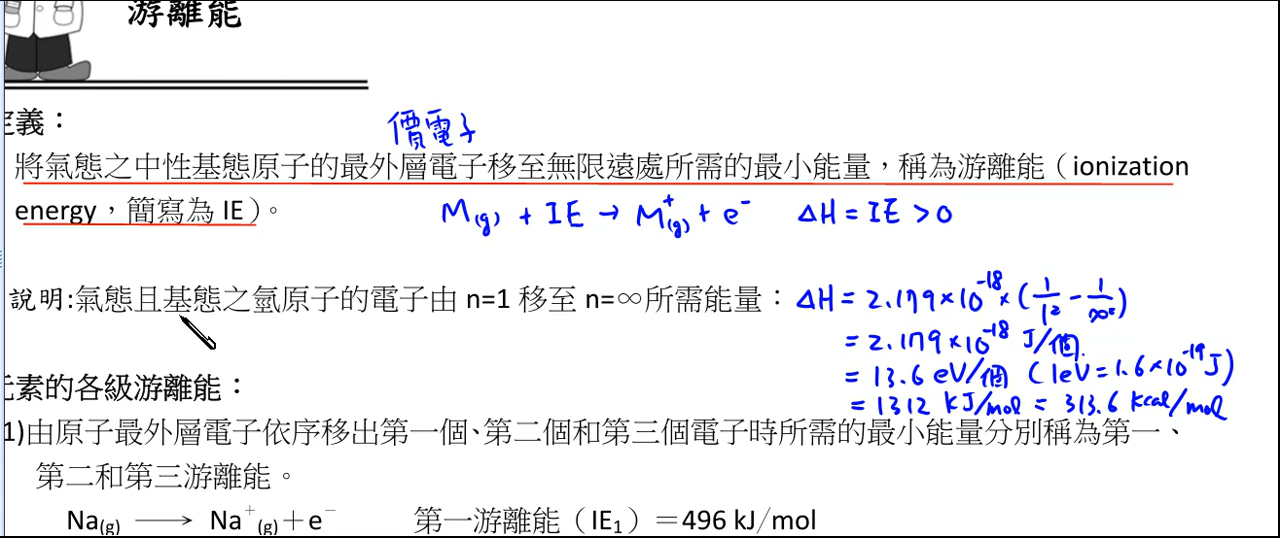 游離能
定義：
價電子
將氣態之中性基態原子的最外層電子移至無限遠處所需的最小能量，稱為游離能（ionization
energy，簡寫為 IE）。
M(g) + IE → M⁺(g) + e⁻ ΔH = IE > 0
說明:氣態且基態之氫原子的電子由 n=1 移至 n=∞所需能量：
ΔH = 2.179×10⁻¹⁸ × (1/1² − 1/∞²)
= 2.179×10⁻¹⁸ J/個
= 13.6 eV/個 (1eV = 1.6×10⁻¹⁹ J)
= 1312 KJ/mol = 313.6 kcal/mol
元素的各級游離能：
1)由原子最外層電子依序移出第一個、第二個和第三個電子時所需的最小能量分別稱為第一、
第二和第三游離能。
Na(g) ⟶ Na⁺(g)＋e⁻ 第一游離能（IE₁）＝496 kJ/mol